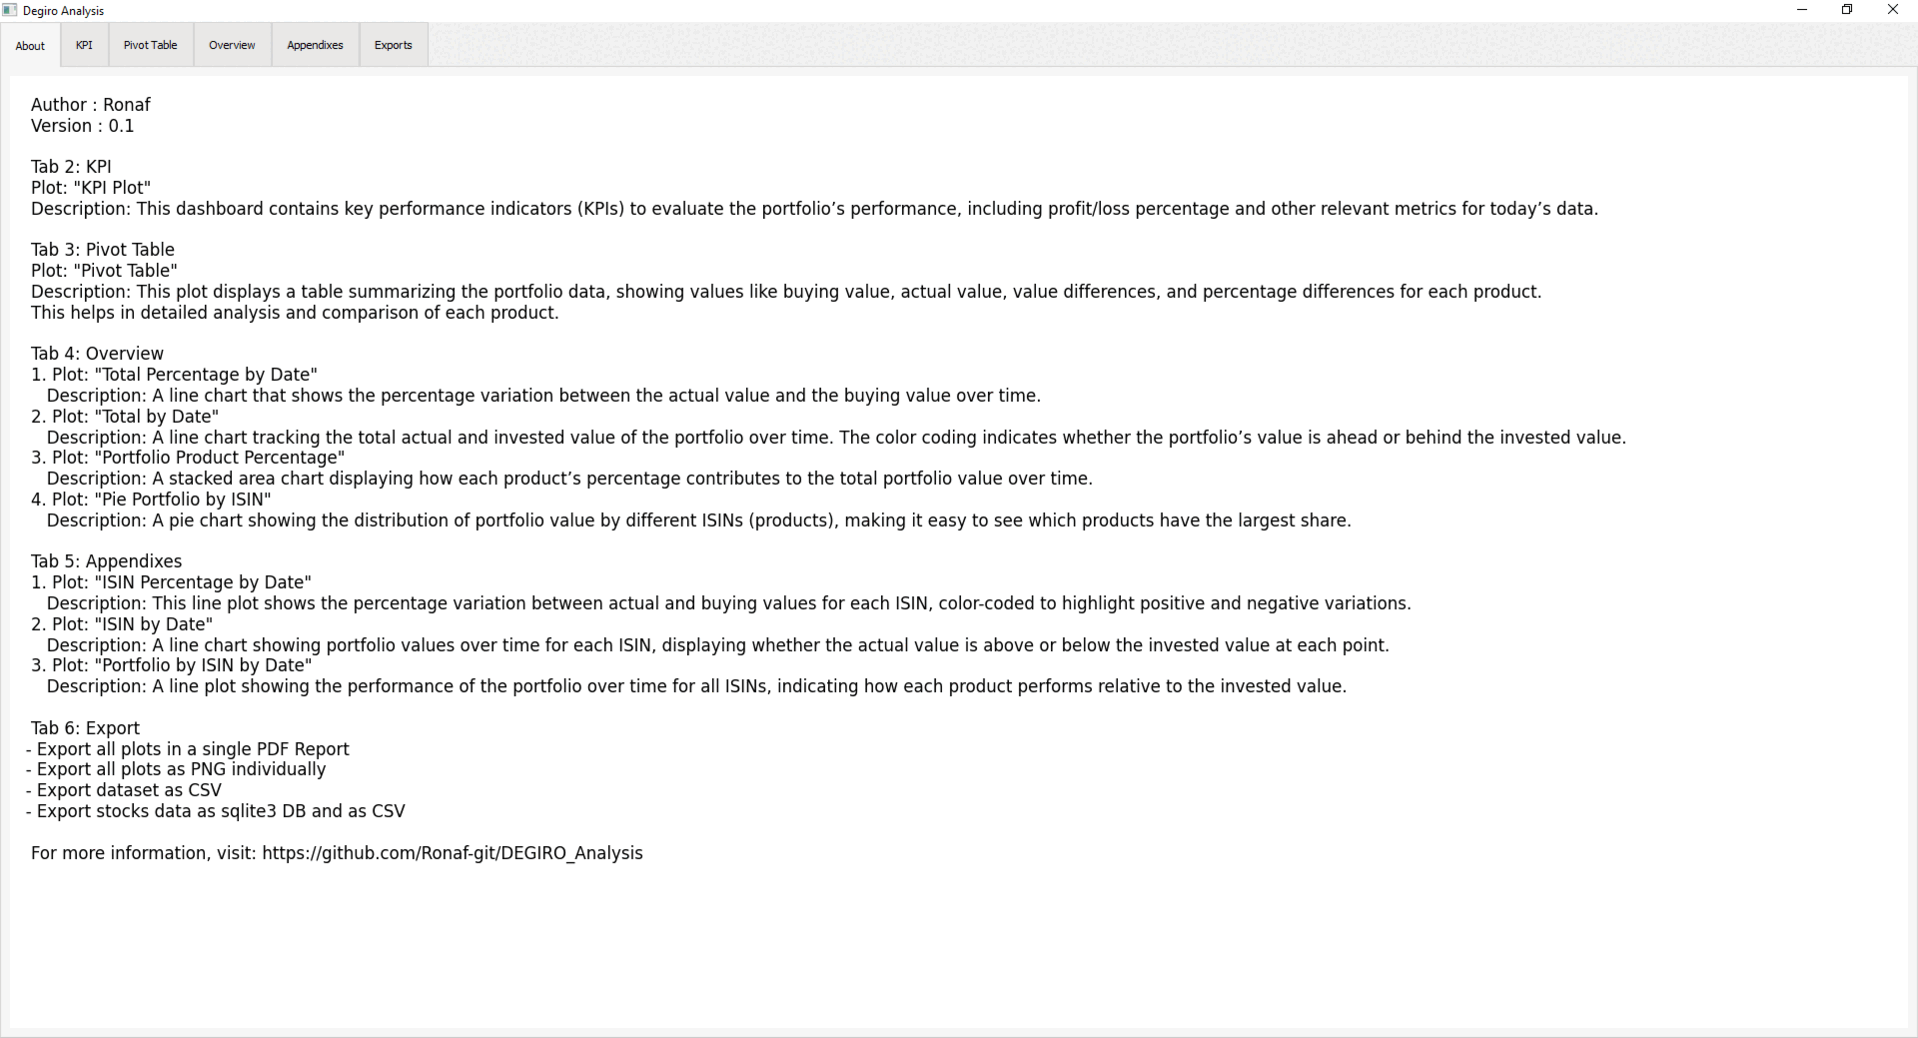 Degiro Analysis
About
KPI
Pivot Table
Overview
Appendixes
Exports
Author : Ronaf
Version : 0.1
Tab 2: KPI
Plot: "KPI Plot"
Description: This dashboard contains key performance indicators (KPIs) to evaluate the portfolio’s performance, including profit/loss percentage and other relevant metrics for today’s data.
Tab 3: Pivot Table
Plot: "Pivot Table"
Description: This plot displays a table summarizing the portfolio data, showing values like buying value, actual value, value differences, and percentage differences for each product.
This helps in detailed analysis and comparison of each product.
Tab 4: Overview
1. Plot: "Total Percentage by Date"
Description: A line chart that shows the percentage variation between the actual value and the buying value over time.
2. Plot: "Total by Date"
Description: A line chart tracking the total actual and invested value of the portfolio over time. The color coding indicates whether the portfolio’s value is ahead or behind the invested value.
3. Plot: "Portfolio Product Percentage"
Description: A stacked area chart displaying how each product’s percentage contributes to the total portfolio value over time.
4. Plot: "Pie Portfolio by ISIN"
Description: A pie chart showing the distribution of portfolio value by different ISINs (products), making it easy to see which products have the largest share.
Tab 5: Appendixes
1. Plot: "ISIN Percentage by Date"
Description: This line plot shows the percentage variation between actual and buying values for each ISIN, color-coded to highlight positive and negative variations.
2. Plot: "ISIN by Date"
Description: A line chart showing portfolio values over time for each ISIN, displaying whether the actual value is above or below the invested value at each point.
3. Plot: "Portfolio by ISIN by Date"
Description: A line plot showing the performance of the portfolio over time for all ISINs, indicating how each product performs relative to the invested value.
Tab 6: Export
- Export all plots in a single PDF Report
- Export all plots as PNG individually
- Export dataset as CSV
- Export stocks data as sqlite3 DB and as CSV
For more information, visit: https://github.com/Ronaf-git/DEGIRO_Analysis